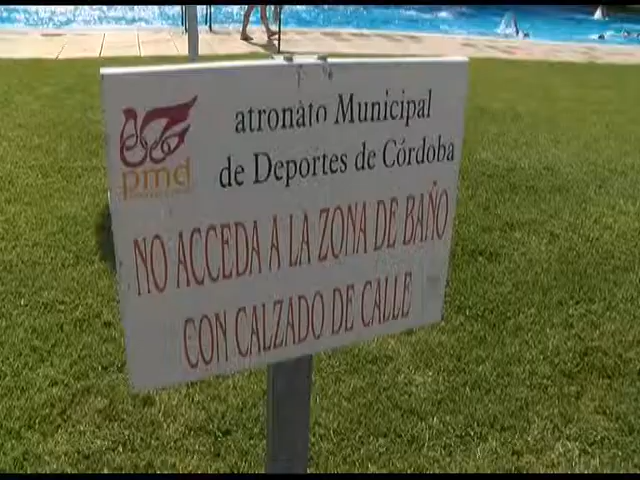 atronato Municipal
de Deportes de Córdoba
pmd
NO ACCEDA A LA ZONA DE BAÑO
CON CALZADO DE CALLE